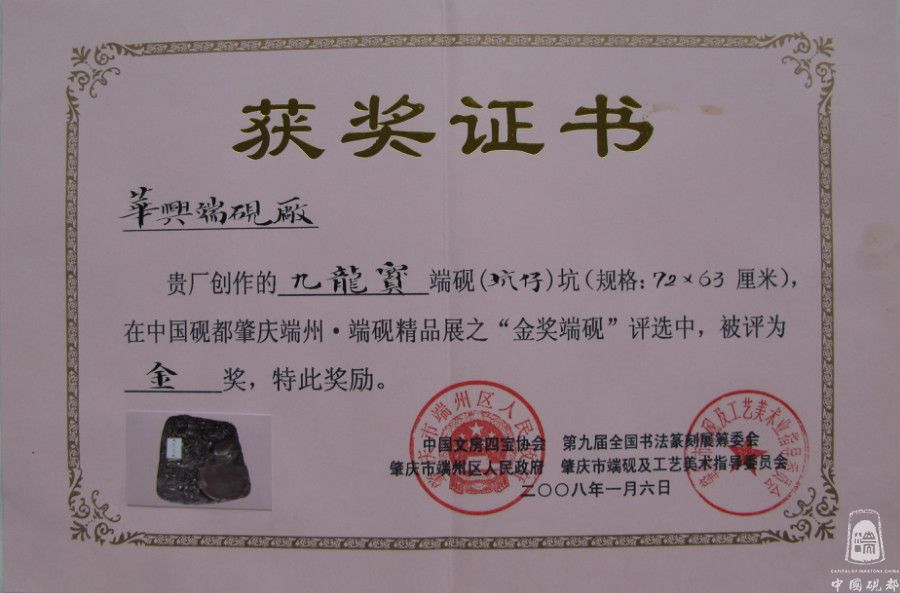 获奖证书
華興端硯廠
贵厂创作的九龍寶端砚(坑仔)坑(规格:72×63厘米),
在中国砚都肇庆端州·端砚精品展之“金奖端砚”评选中,被评为
金奖,特此奖励。
中国文房四宝协会 第九届全国书法篆刻展筹委会
肇庆市端州区人民政府 肇庆市端砚及工艺美术指导委员会
二〇〇八年一月六日
CAPITAL OF INKSTONE,CHINA
中國硯都